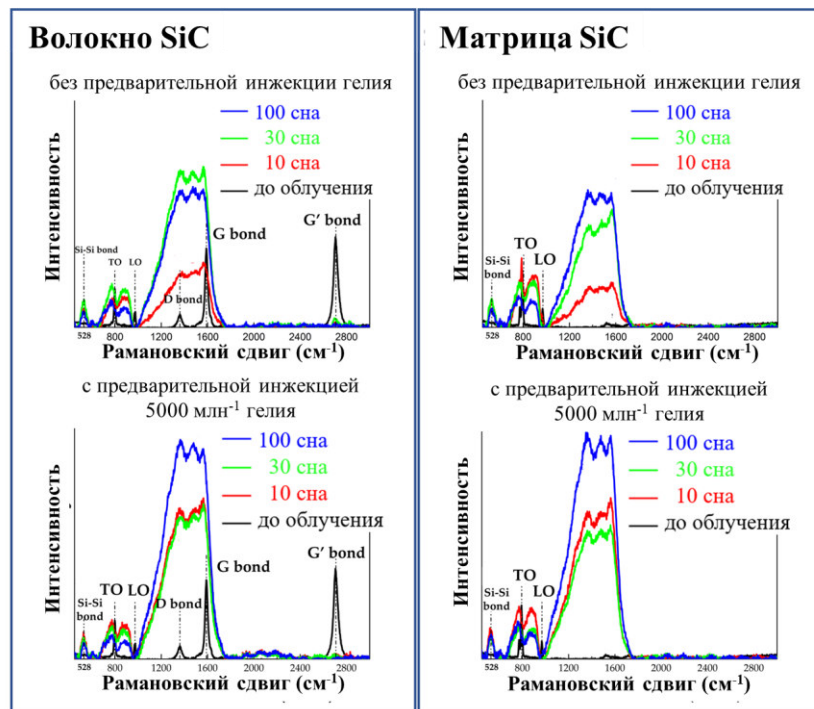 Волокно SiC
без предварительной инжекции гелия
Интенсивность
100 сна
30 сна
10 сна
до облучения
Si-Si bond
TO
LO
D bond
G bond
G′ bond
528
800
1200
1600
2000
2400
2800
Рамановский сдвиг (см⁻¹)
с предварительной инжекцией
5000 млн⁻¹ гелия
Интенсивность
100 сна
30 сна
10 сна
до облучения
Si-Si
bond
TO
LO
D bond
G bond
G′ bond
528
800
1200
1600
2000
2400
2800
Рамановский сдвиг (см⁻¹)
Матрица SiC
без предварительной инжекции гелия
Интенсивность
100 сна
30 сна
10 сна
до облучения
Si-Si
bond
TO
LO
528
800
1200
1600
2000
2400
2800
Рамановский сдвиг (см⁻¹)
с предварительной инжекцией
5000 млн⁻¹ гелия
Интенсивность
100 сна
30 сна
10 сна
до облучения
Si-Si
bond
TO
LO
528
800
1200
1600
2000
2400
2800
Рамановский сдвиг (см⁻¹)